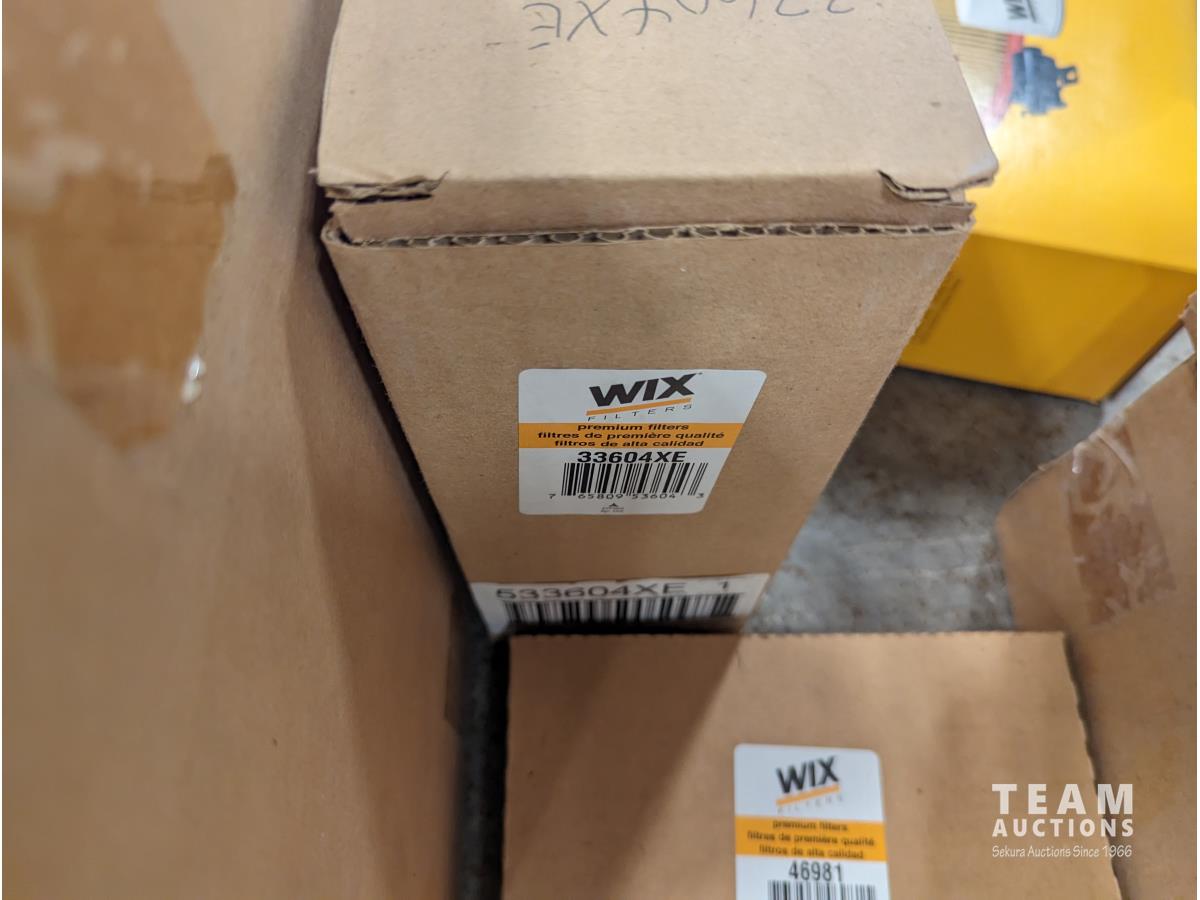 33604XE
WIX
WIX
FILTERS
premium filters
filtres de première qualité
filtros de alta calidad
33604XE
7 65809 53604 3
533604XE 1
WIX
FILTERS
premium filters
filtres de première qualité
filtros de alta calidad
46981
TEAM
AUCTIONS
Sekura Auctions Since 1966